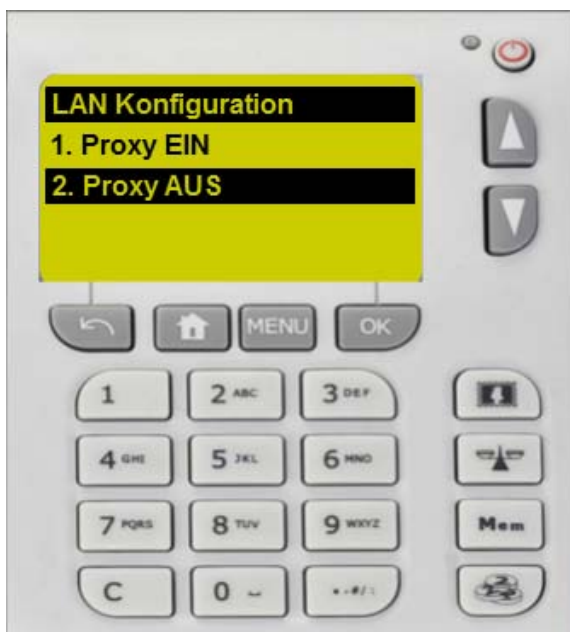 LAN Konfiguration
1. Proxy EIN
2. Proxy AUS
MENU
OK
1
2 ABC
3 DEF
4 GHI
5 JKL
6 MNO
7 PQRS
8 TUV
9 WXYZ
Mem
C
0